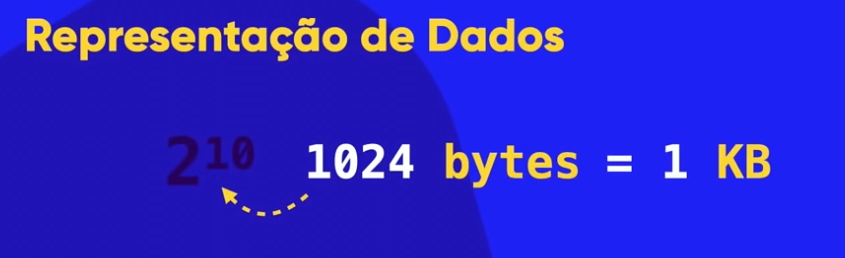 Representação de Dados
2¹⁰ 1024 bytes = 1 KB